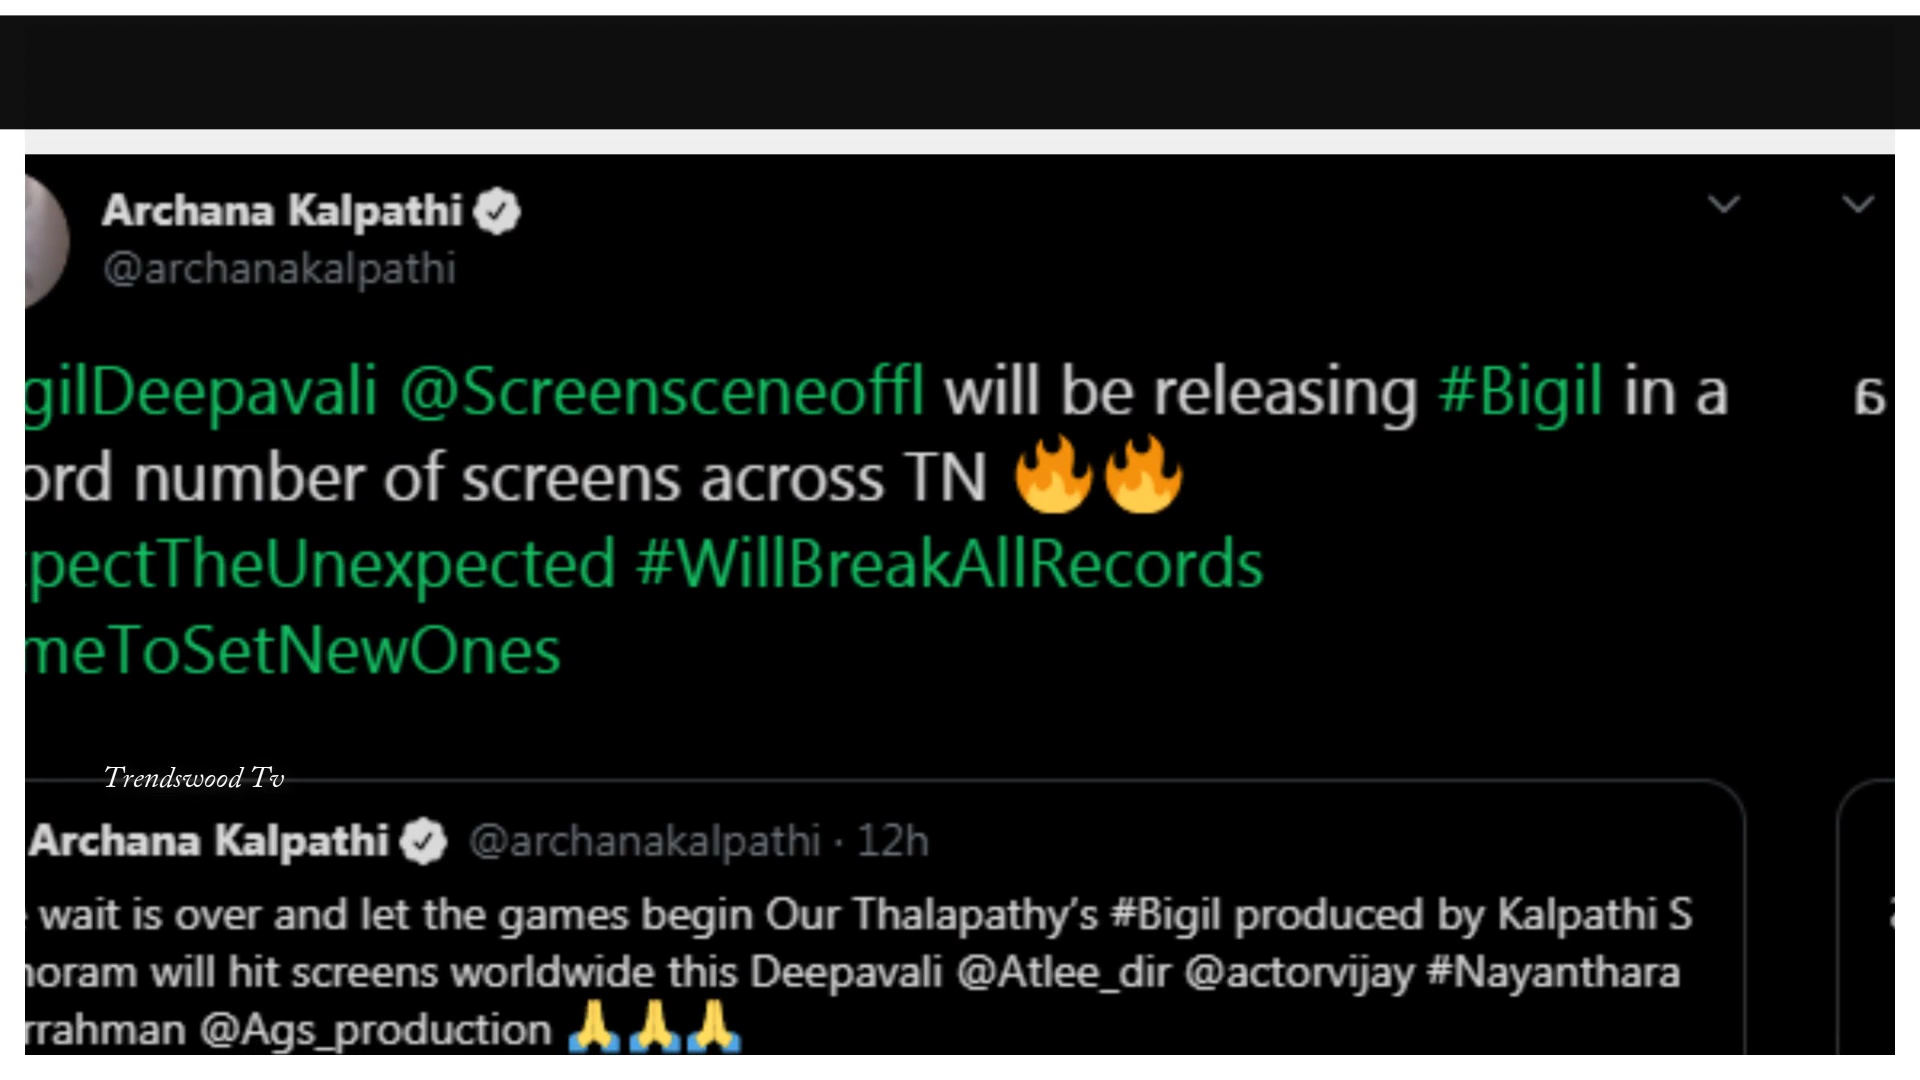 Archana Kalpathi
@archanakalpathi
gilDeepavali @Screensceneoffl will be releasing #Bigil in a
ord number of screens across TN 🔥🔥
pectTheUnexpected #WillBreakAllRecords
meToSetNewOnes
Trendswood Tv
Archana Kalpathi @archanakalpathi · 12h
wait is over and let the games begin Our Thalapathy’s #Bigil produced by Kalpathi S
horam will hit screens worldwide this Deepavali @Atlee_dir @actorvijay #Nayanthara
rrahman @Ags_production 🙏🙏🙏